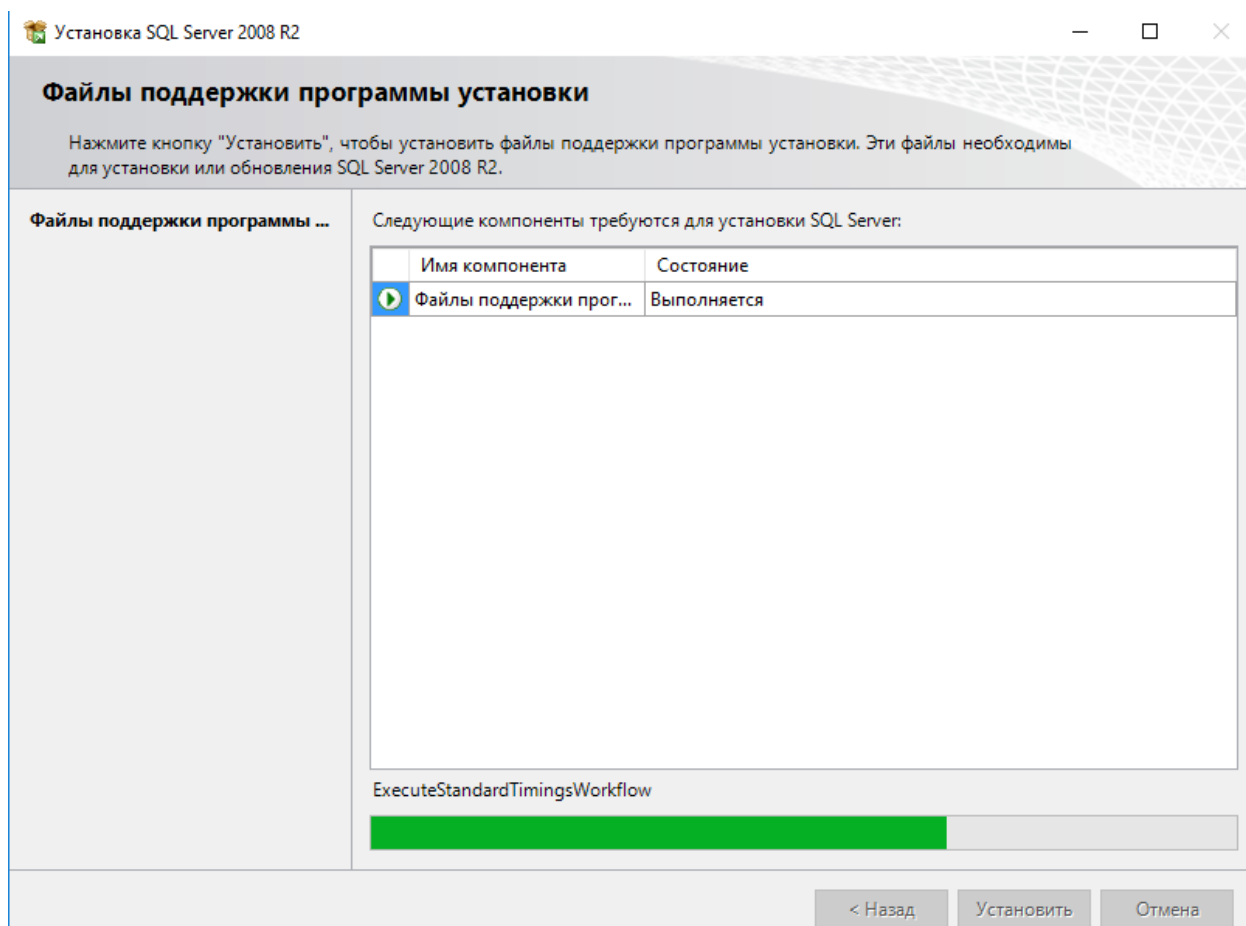 Установка SQL Server 2008 R2
Файлы поддержки программы установки
Нажмите кнопку "Установить", чтобы установить файлы поддержки программы установки. Эти файлы необходимы
для установки или обновления SQL Server 2008 R2.
Файлы поддержки программы ...
Следующие компоненты требуются для установки SQL Server:
Имя компонента Состояние
Файлы поддержки прог... Выполняется
ExecuteStandardTimingsWorkflow
< Назад Установить Отмена